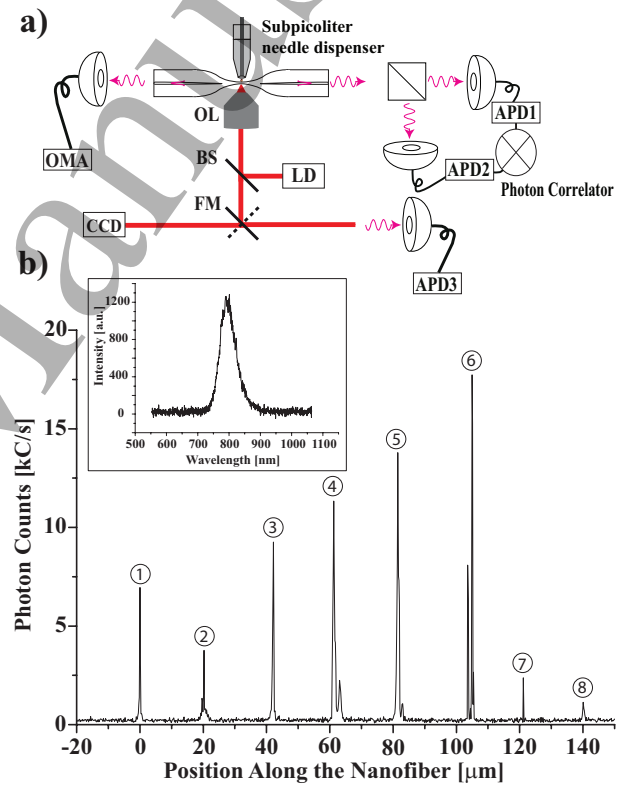 a)
Subpicoliter
needle dispenser
OL
APD1
OMA
BS
LD
APD2
Photon Correlator
FM
CCD
APD3
b)
Intensity [a.u.]
1200
800
400
0
500 600 700 800 900 1000 1100
Wavelength [nm]
Photon Counts [kC/s]
20
15
10
5
0
1
2
3
4
5
6
7
8
-20 0 20 40 60 80 100 120 140
Position Along the Nanofiber [μm]